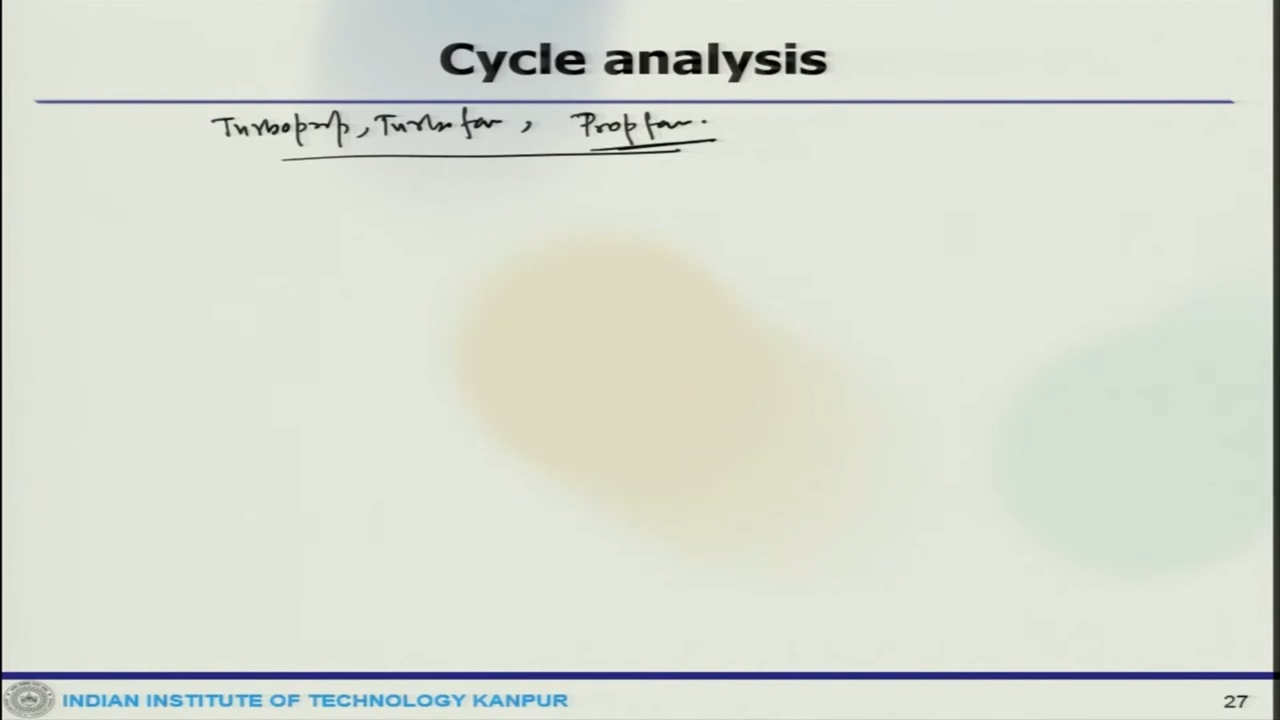 Cycle analysis
Turboprop, Turbofan, Propfan.
INDIAN INSTITUTE OF TECHNOLOGY KANPUR
27